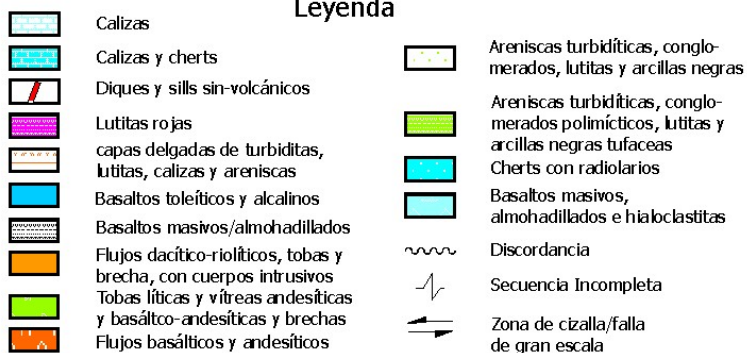 Leyenda
Calizas
Calizas y cherts
Diques y sills sin-volcánicos
Lutitas rojas
capas delgadas de turbiditas,
lutitas, calizas y areniscas
Basaltos toleíticos y alcalinos
Basaltos masivos/almohadillados
Flujos dacítico-riolíticos, tobas y
brecha, con cuerpos intrusivos
Tobas líticas y vítreas andesíticas
y basáltco-andesíticas y brechas
Flujos basálticos y andesíticos
Areniscas turbidíticas, conglo-
merados, lutitas y arcillas negras
Areniscas turbidíticas, conglo-
merados polimícticos, lutitas y
arcillas negras tufaceas
Cherts con radiolarios
Basaltos masivos,
almohadillados e hialoclastitas
Discordancia
Secuencia Incompleta
Zona de cizalla/falla
de gran escala